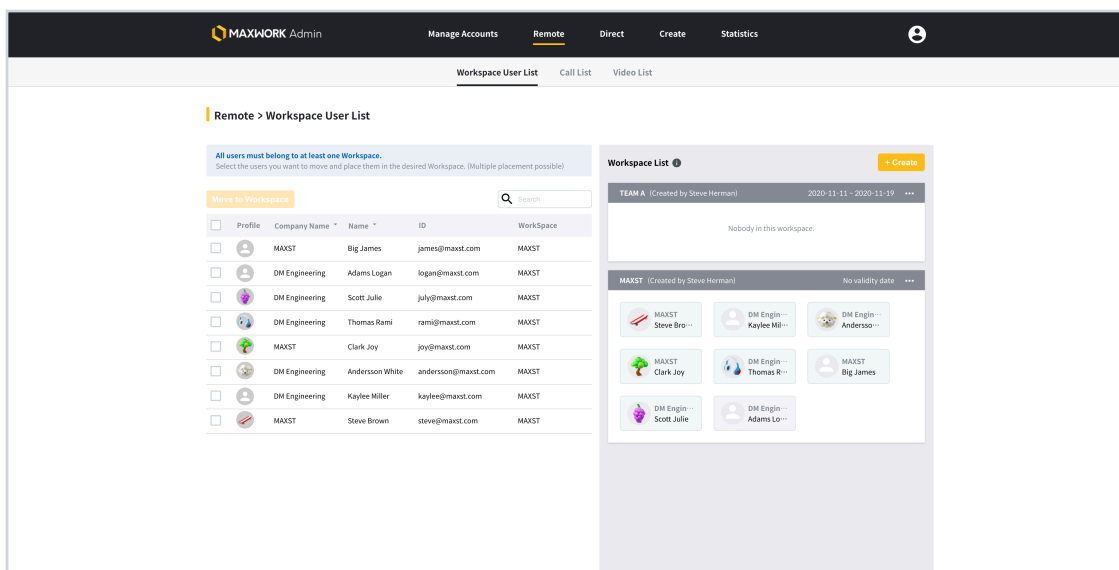 MAXWORK Admin
Manage Accounts Remote Direct Create Statistics
Workspace User List Call List Video List
Remote > Workspace User List
All users must belong to at least one Workspace.
Select the users you want to move and place them in the desired Workspace. (Multiple placement possible)
Move to Workspace
Search
Profile Company Name Name ID WorkSpace
MAXST Big James james@maxst.com MAXST
DM Engineering Adams Logan logan@maxst.com MAXST
DM Engineering Scott Julie july@maxst.com MAXST
DM Engineering Thomas Rami rami@maxst.com MAXST
MAXST Clark Joy joy@maxst.com MAXST
DM Engineering Andersson White andersson@maxst.com MAXST
DM Engineering Kaylee Miller kaylee@maxst.com MAXST
MAXST Steve Brown steve@maxst.com MAXST
Workspace List
+ Create
TEAM A (Created by Steve Herman) 2020-11-11 ~ 2020-11-19 ···
Nobody in this workspace.
MAXST (Created by Steve Herman) No validity date ···
MAXST
Steve Bro···
DM Engin···
Kaylee Mil···
DM Engin···
Andersso···
MAXST
Clark Joy
DM Engin···
Thomas R···
MAXST
Big James
DM Engin···
Scott Julie
DM Engin···
Adams Lo···